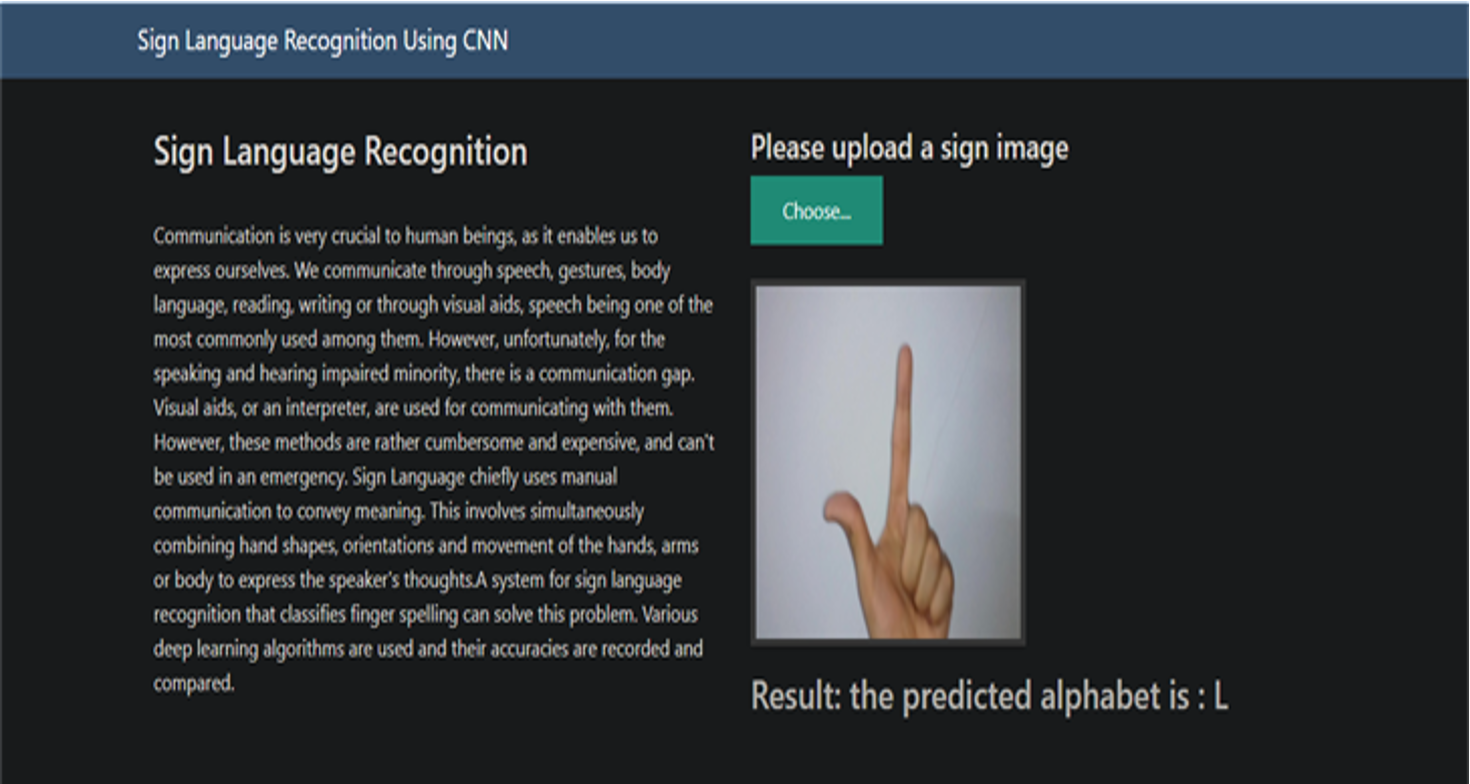 Sign Language Recognition Using CNN
Sign Language Recognition
Communication is very crucial to human beings, as it enables us to
express ourselves. We communicate through speech, gestures, body
language, reading, writing or through visual aids, speech being one of the
most commonly used among them. However, unfortunately, for the
speaking and hearing impaired minority, there is a communication gap.
Visual aids, or an interpreter, are used for communicating with them.
However, these methods are rather cumbersome and expensive, and can't
be used in an emergency. Sign Language chiefly uses manual
communication to convey meaning. This involves simultaneously
combining hand shapes, orientations and movement of the hands, arms
or body to express the speaker's thoughts.A system for sign language
recognition that classifies finger spelling can solve this problem. Various
deep learning algorithms are used and their accuracies are recorded and
compared.
Please upload a sign image
Choose...
Result: the predicted alphabet is : L